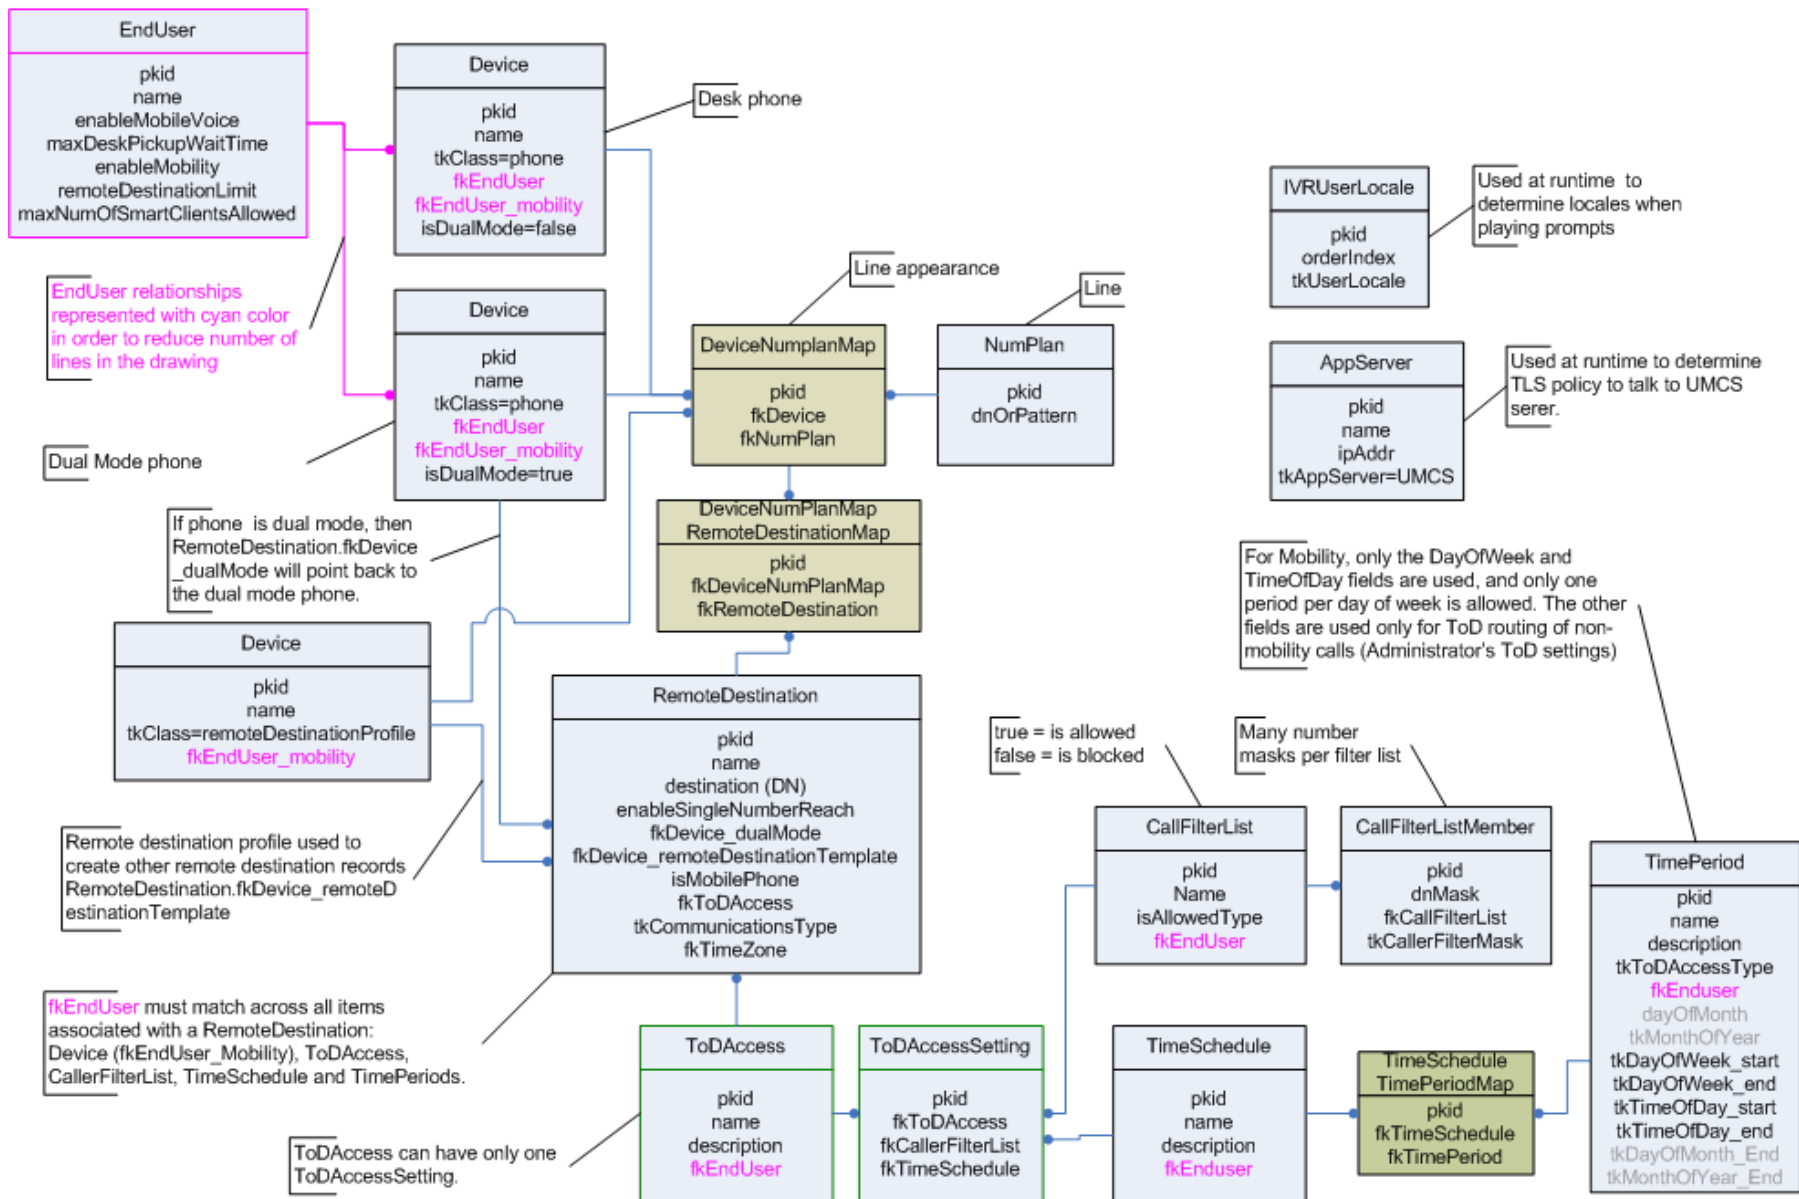 EndUser
pkid
name
enableMobileVoice
maxDeskPickupWaitTime
enableMobility
remoteDestinationLimit
maxNumOfSmartClientsAllowed
Device
pkid
name
tkClass=phone
fkEndUser
fkEndUser_mobility
isDualMode=false
Desk phone
IVRUserLocale
pkid
orderIndex
tkUserLocale
Used at runtime to
determine locales when
playing prompts
EndUser relationships
represented with cyan color
in order to reduce number of
lines in the drawing
Device
pkid
name
tkClass=phone
fkEndUser
fkEndUser_mobility
isDualMode=true
Line appearance
Line
DeviceNumplanMap
pkid
fkDevice
fkNumPlan
NumPlan
pkid
dnOrPattern
AppServer
pkid
name
ipAddr
tkAppServer=UMCS
Used at runtime to determine
TLS policy to talk to UMCS
serer.
Dual Mode phone
If phone is dual mode, then
RemoteDestination.fkDevice
_dualMode will point back to
the dual mode phone.
DeviceNumPlanMap
RemoteDestinationMap
pkid
fkDeviceNumPlanMap
fkRemoteDestination
For Mobility, only the DayOfWeek and
TimeOfDay fields are used, and only one
period per day of week is allowed. The other
fields are used only for ToD routing of non-
mobility calls (Administrator's ToD settings)
Device
pkid
name
tkClass=remoteDestinationProfile
fkEndUser_mobility
RemoteDestination
pkid
name
destination (DN)
enableSingleNumberReach
fkDevice_dualMode
fkDevice_remoteDestinationTemplate
isMobilePhone
fkToDAccess
tkCommunicationsType
fkTimeZone
true = is allowed
false = is blocked
Many number
masks per filter list
Remote destination profile used to
create other remote destination records
RemoteDestination.fkDevice_remoteD
estinationTemplate
CallFilterList
pkid
Name
isAllowedType
fkEndUser
CallFilterListMember
pkid
dnMask
fkCallFilterList
tkCallerFilterMask
TimePeriod
pkid
name
description
tkToDAccessType
fkEnduser
dayOfMonth
tkMonthOfYear
tkDayOfWeek_start
tkDayOfWeek_end
tkTimeOfDay_start
tkTimeOfDay_end
tkDayOfMonth_End
tkMonthOfYear_End
fkEndUser must match across all items
associated with a RemoteDestination:
Device (fkEndUser_Mobility), ToDAccess,
CallerFilterList, TimeSchedule and TimePeriods.
ToDAccess can have only one
ToDAccessSetting.
ToDAccess
pkid
name
description
fkEndUser
ToDAccessSetting
pkid
fkToDAccess
fkCallerFilterList
fkTimeSchedule
TimeSchedule
pkid
name
description
fkEnduser
TimeSchedule
TimePeriodMap
pkid
fkTimeSchedule
fkTimePeriod